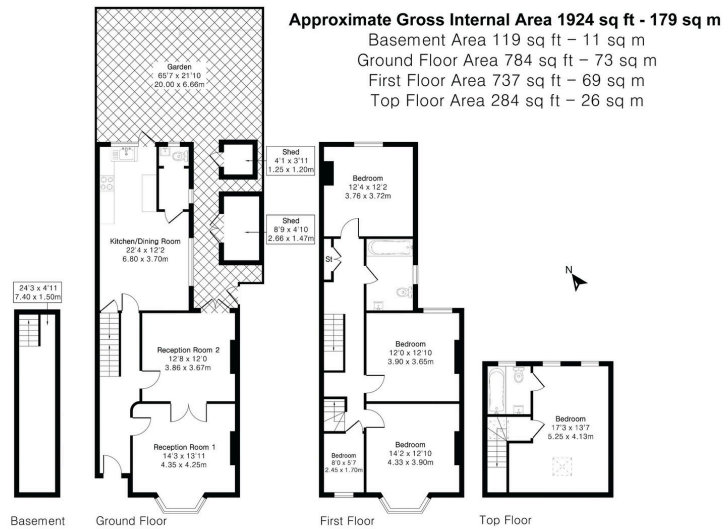 Approximate Gross Internal Area 1924 sq ft - 179 sq m
Basement Area 119 sq ft – 11 sq m
Ground Floor Area 784 sq ft – 73 sq m
First Floor Area 737 sq ft – 69 sq m
Top Floor Area 284 sq ft – 26 sq m
Garden
65'7 x 21'10
20.00 x 6.66m
Shed
4'1 x 3'11
1.25 x 1.20m
Shed
8'9 x 4'10
2.66 x 1.47m
Kitchen/Dining Room
22'4 x 12'2
6.80 x 3.70m
24'3 x 4'11
7.40 x 1.50m
Reception Room 2
12'8 x 12'0
3.86 x 3.67m
Reception Room 1
14'3 x 13'11
4.35 x 4.25m
Bedroom
12'4 x 12'2
3.76 x 3.72m
St
Bedroom
12'0 x 12'10
3.90 x 3.65m
Bedroom
14'2 x 12'10
4.33 x 3.90m
Bedroom
8'0 x 5'7
2.45 x 1.70m
N
Bedroom
17'3 x 13'7
5.25 x 4.13m
Basement
Ground Floor
First Floor
Top Floor